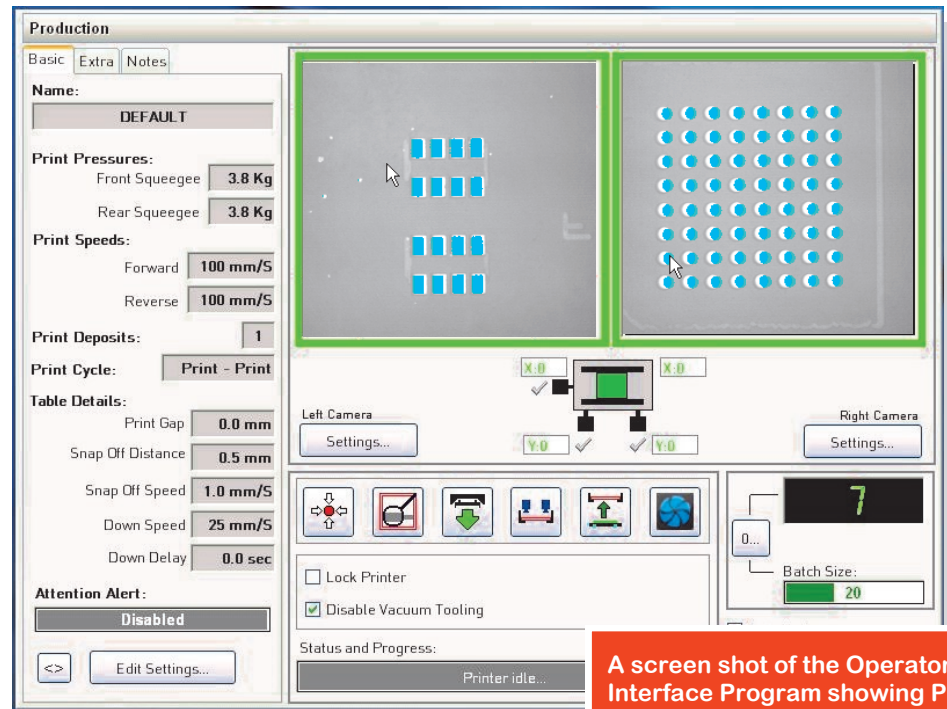 Production
Basic Extra Notes
Name:
DEFAULT
Print Pressures:
Front Squeegee 3.8 Kg
Rear Squeegee 3.8 Kg
Print Speeds:
Forward 100 mm/S
Reverse 100 mm/S
Print Deposits: 1
Print Cycle: Print - Print
Table Details:
Print Gap 0.0 mm
Snap Off Distance 0.5 mm
Snap Off Speed 1.0 mm/S
Down Speed 25 mm/S
Down Delay 0.0 sec
Attention Alert:
Disabled
<> Edit Settings...
X:0 X:0
Left Camera
Settings...
Y:0 Y:0
Right Camera
Settings...
Lock Printer
Disable Vacuum Tooling
Status and Progress:
Printer idle...
7
0...
Batch Size:
20
A screen shot of the Operator
Interface Program showing P